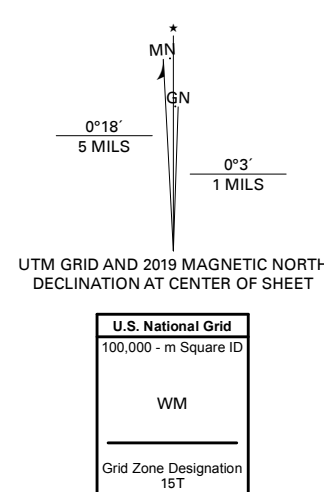 ★
MN
GN
0°18´
5 MILS
0°3´
1 MILS
UTM GRID AND 2019 MAGNETIC NORTH
DECLINATION AT CENTER OF SHEET
U.S. National Grid
100,000 - m Square ID
WM
Grid Zone Designation
15T